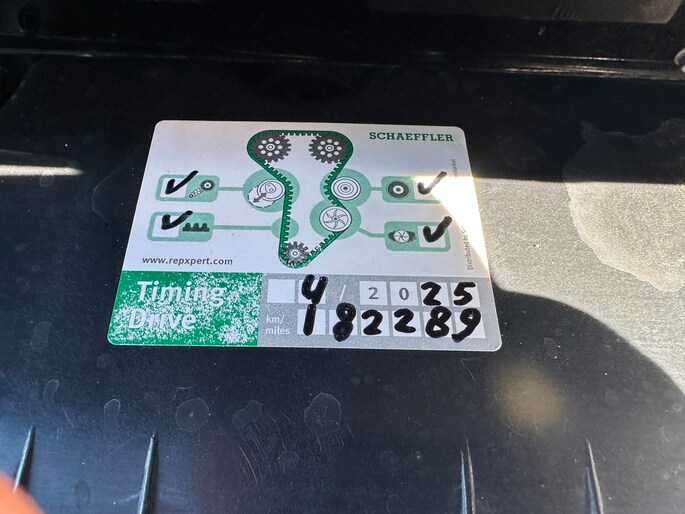 SCHAEFFLER
www.repxpert.com
Timing
Drive
4 / 2025
km/
miles
182289